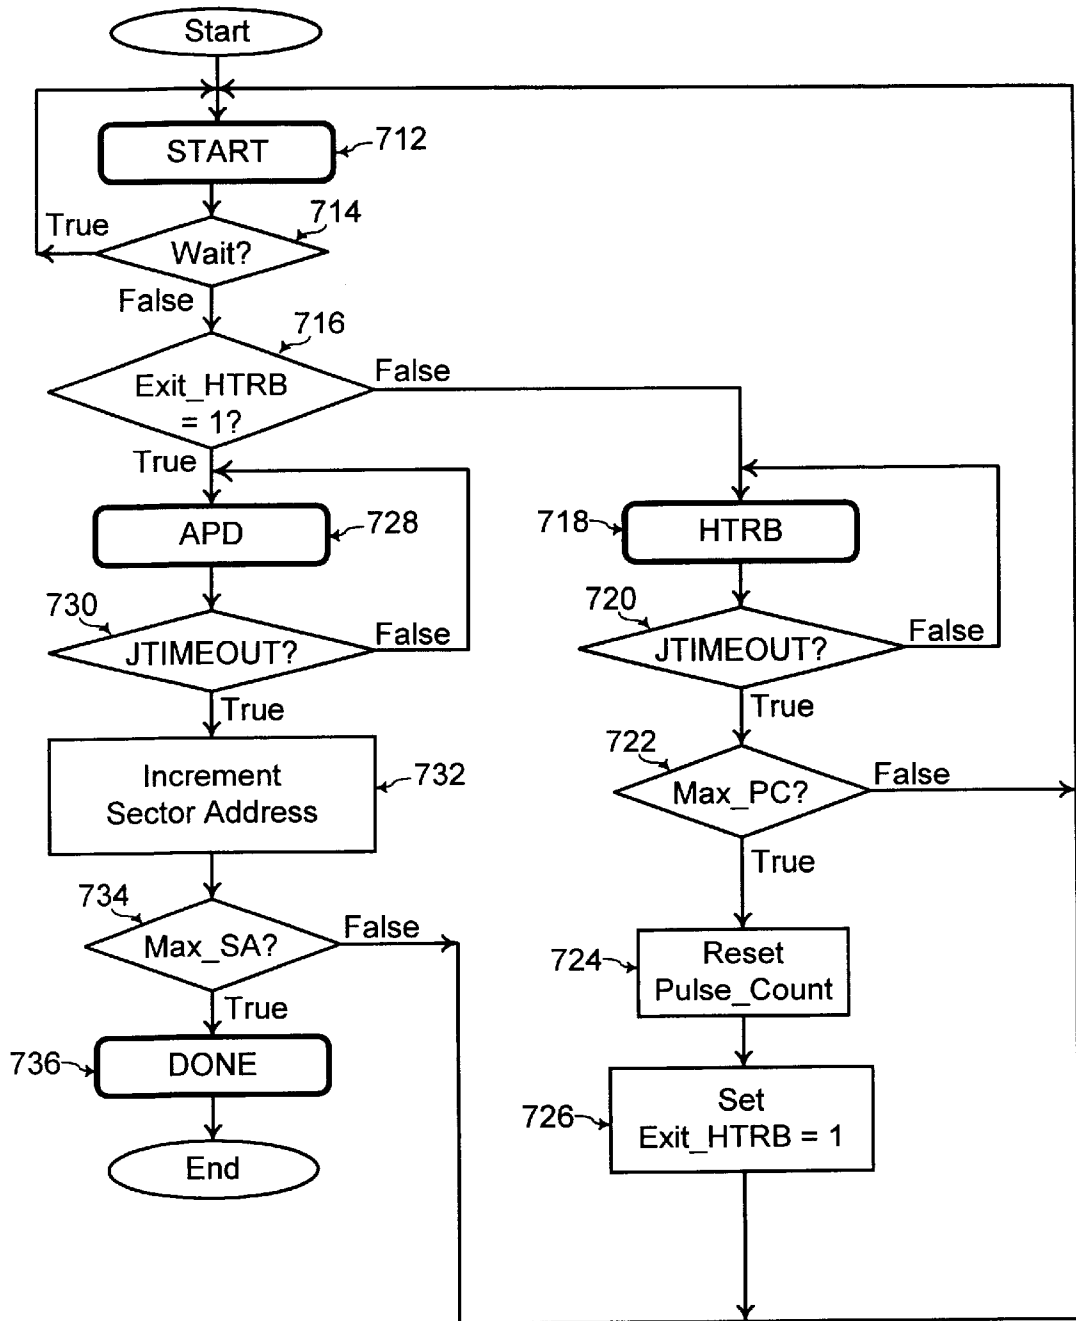 Start
START
712
True
714
Wait?
False
716
Exit_HTRB
= 1?
False
True
APD
728
718
HTRB
730
JTIMEOUT?
False
720
JTIMEOUT?
False
True
True
Increment
Sector Address
732
722
Max_PC?
False
True
734
Max_SA?
False
724
Reset
Pulse_Count
True
736
DONE
726
Set
Exit_HTRB = 1
End